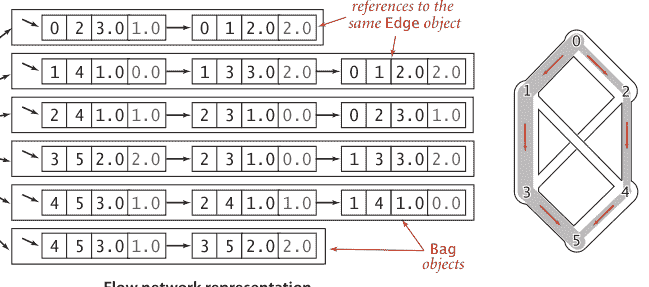 references to the
same Edge object
0 2 3.0 1.0 0 1 2.0 2.0
1 4 1.0 0.0 1 3 3.0 2.0 0 1 2.0 2.0
2 4 1.0 1.0 2 3 1.0 0.0 0 2 3.0 1.0
3 5 2.0 2.0 2 3 1.0 0.0 1 3 3.0 2.0
4 5 3.0 1.0 2 4 1.0 1.0 1 4 1.0 0.0
4 5 3.0 1.0 3 5 2.0 2.0
Bag
objects
0
1 2
3 4
5
Flow network representation